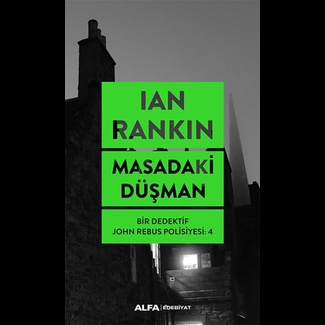 IAN
RANKIN
MASADAKİ
DÜŞMAN
BİR DEDEKTİF
JOHN REBUS POLİSİYESİ: 4
ALFA | EDEBİYAT